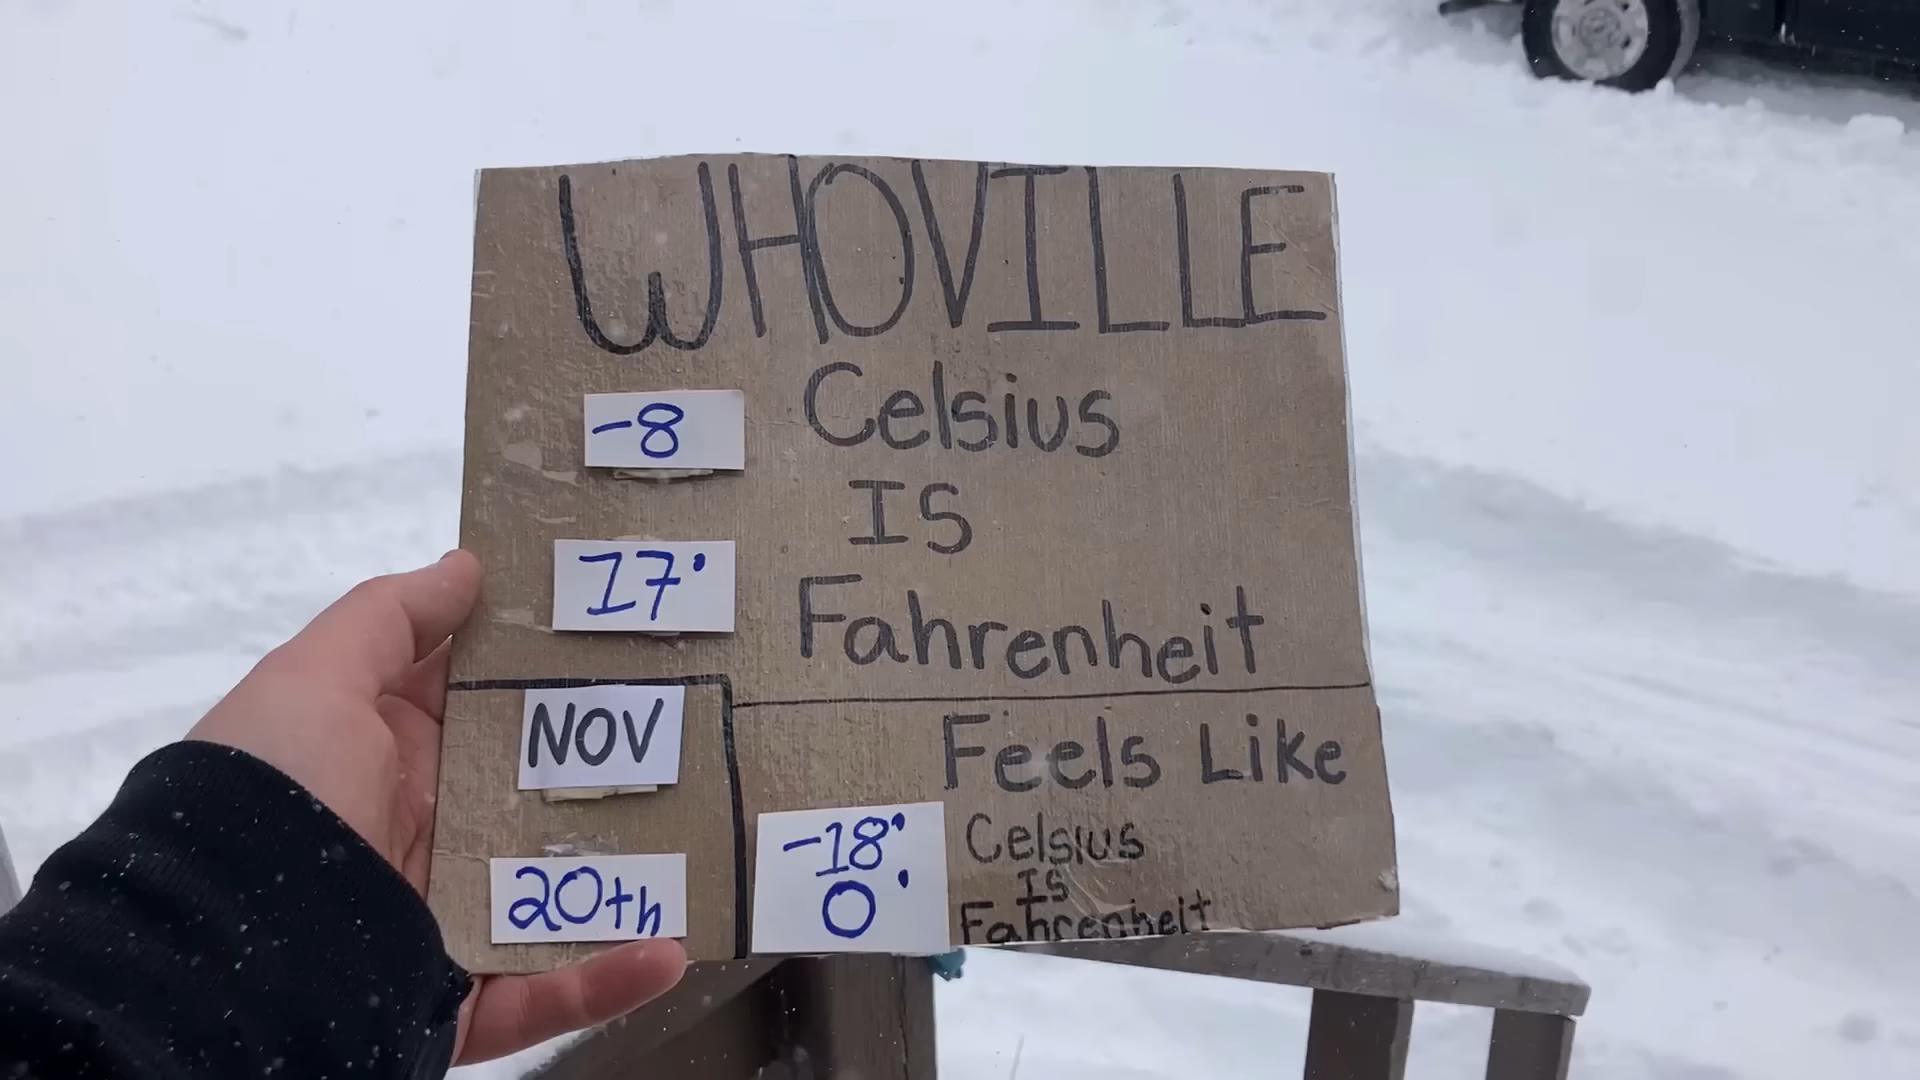 WHOVILLE
-8 Celsius
IS
17° Fahrenheit
NOV
20th
Feels Like
-18° Celsius
IS
0° Fahrenheit